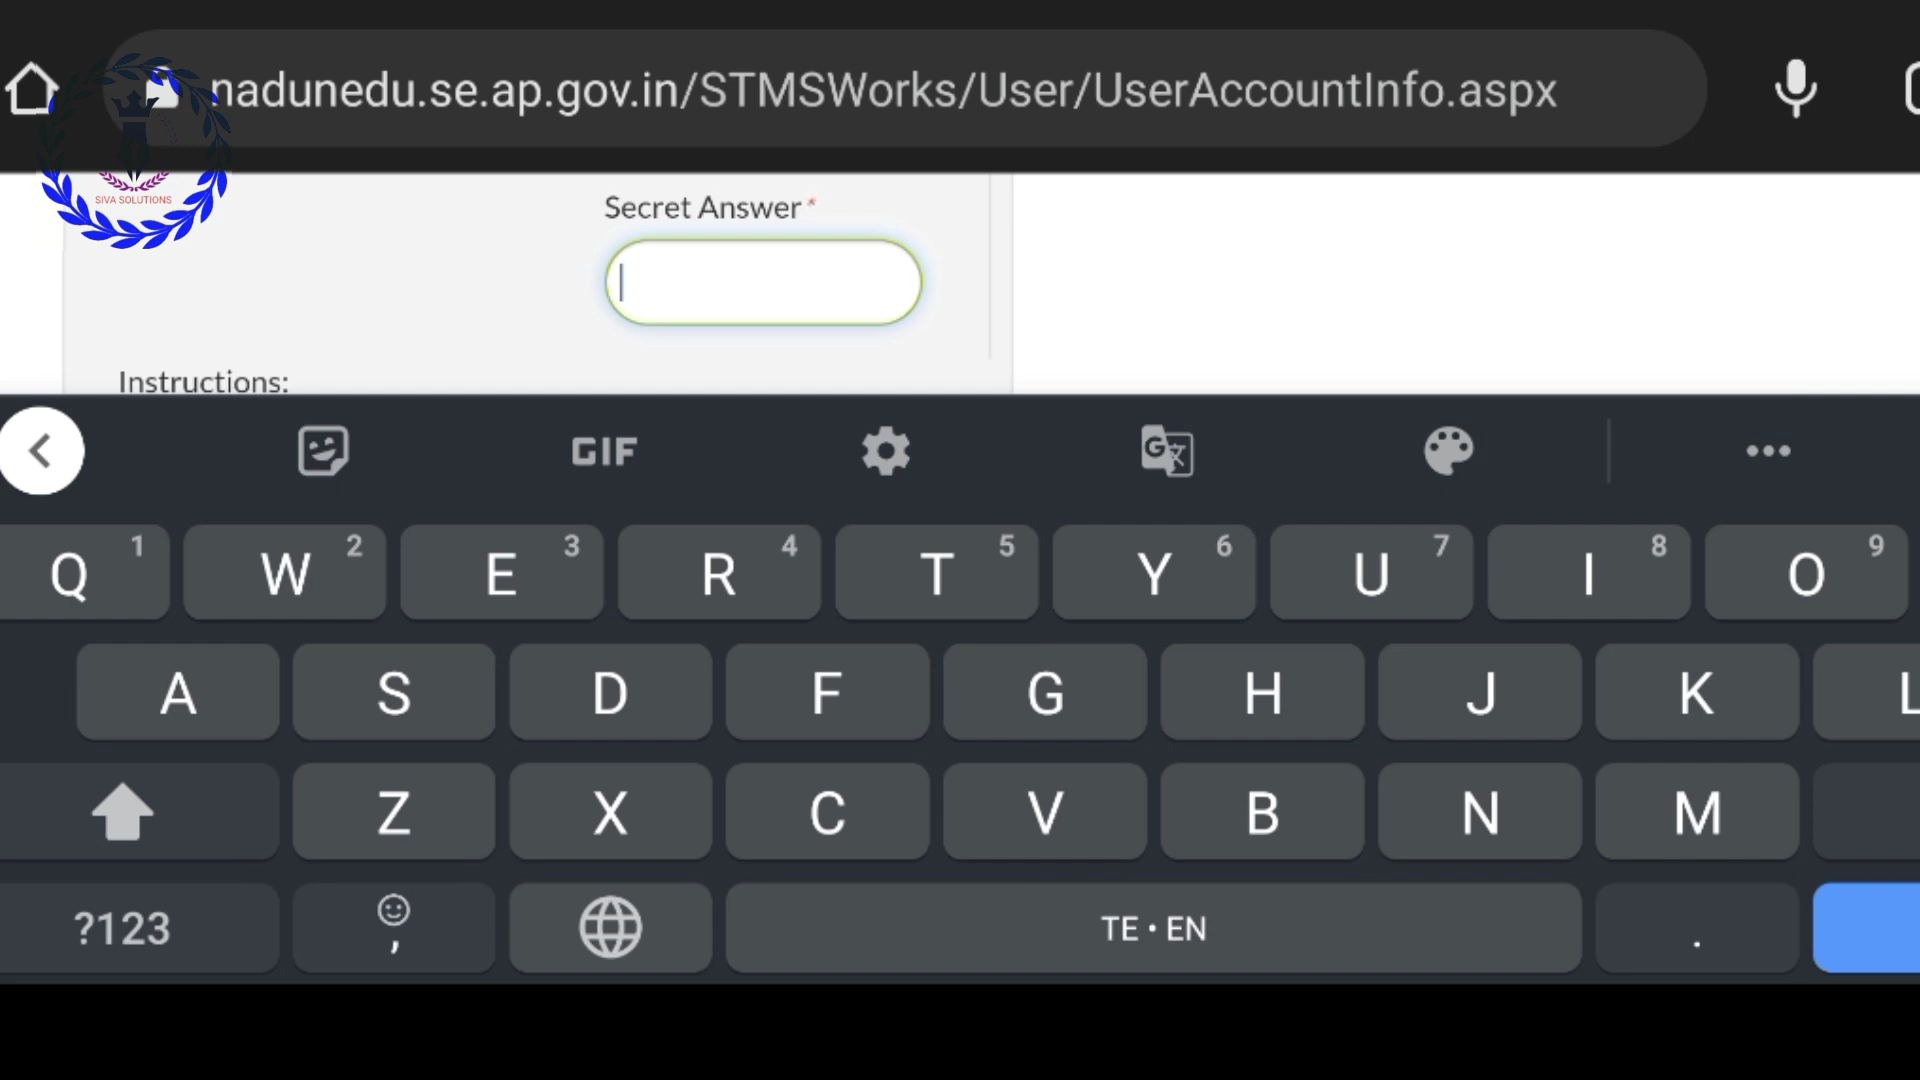 nadunedu.se.ap.gov.in/STMSWorks/User/UserAccountInfo.aspx
SIVA SOLUTIONS
Secret Answer *
Instructions:
GIF
G 文
Q 1 W 2 E 3 R 4 T 5 Y 6 U 7 I 8 O 9
A S D F G H J K L
Z X C V B N M
?123 , TE • EN .